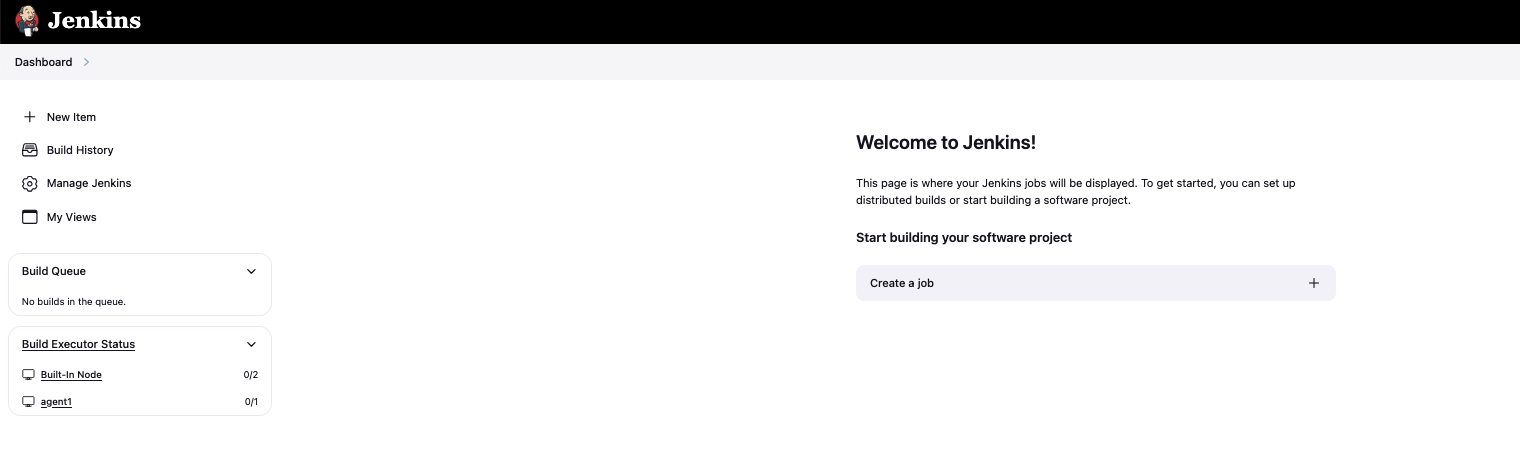 Jenkins
Dashboard
New Item
Build History
Manage Jenkins
My Views
Build Queue
No builds in the queue.
Build Executor Status
Built-In Node 0/2
agent1 0/1
Welcome to Jenkins!
This page is where your Jenkins jobs will be displayed. To get started, you can set up
distributed builds or start building a software project.
Start building your software project
Create a job